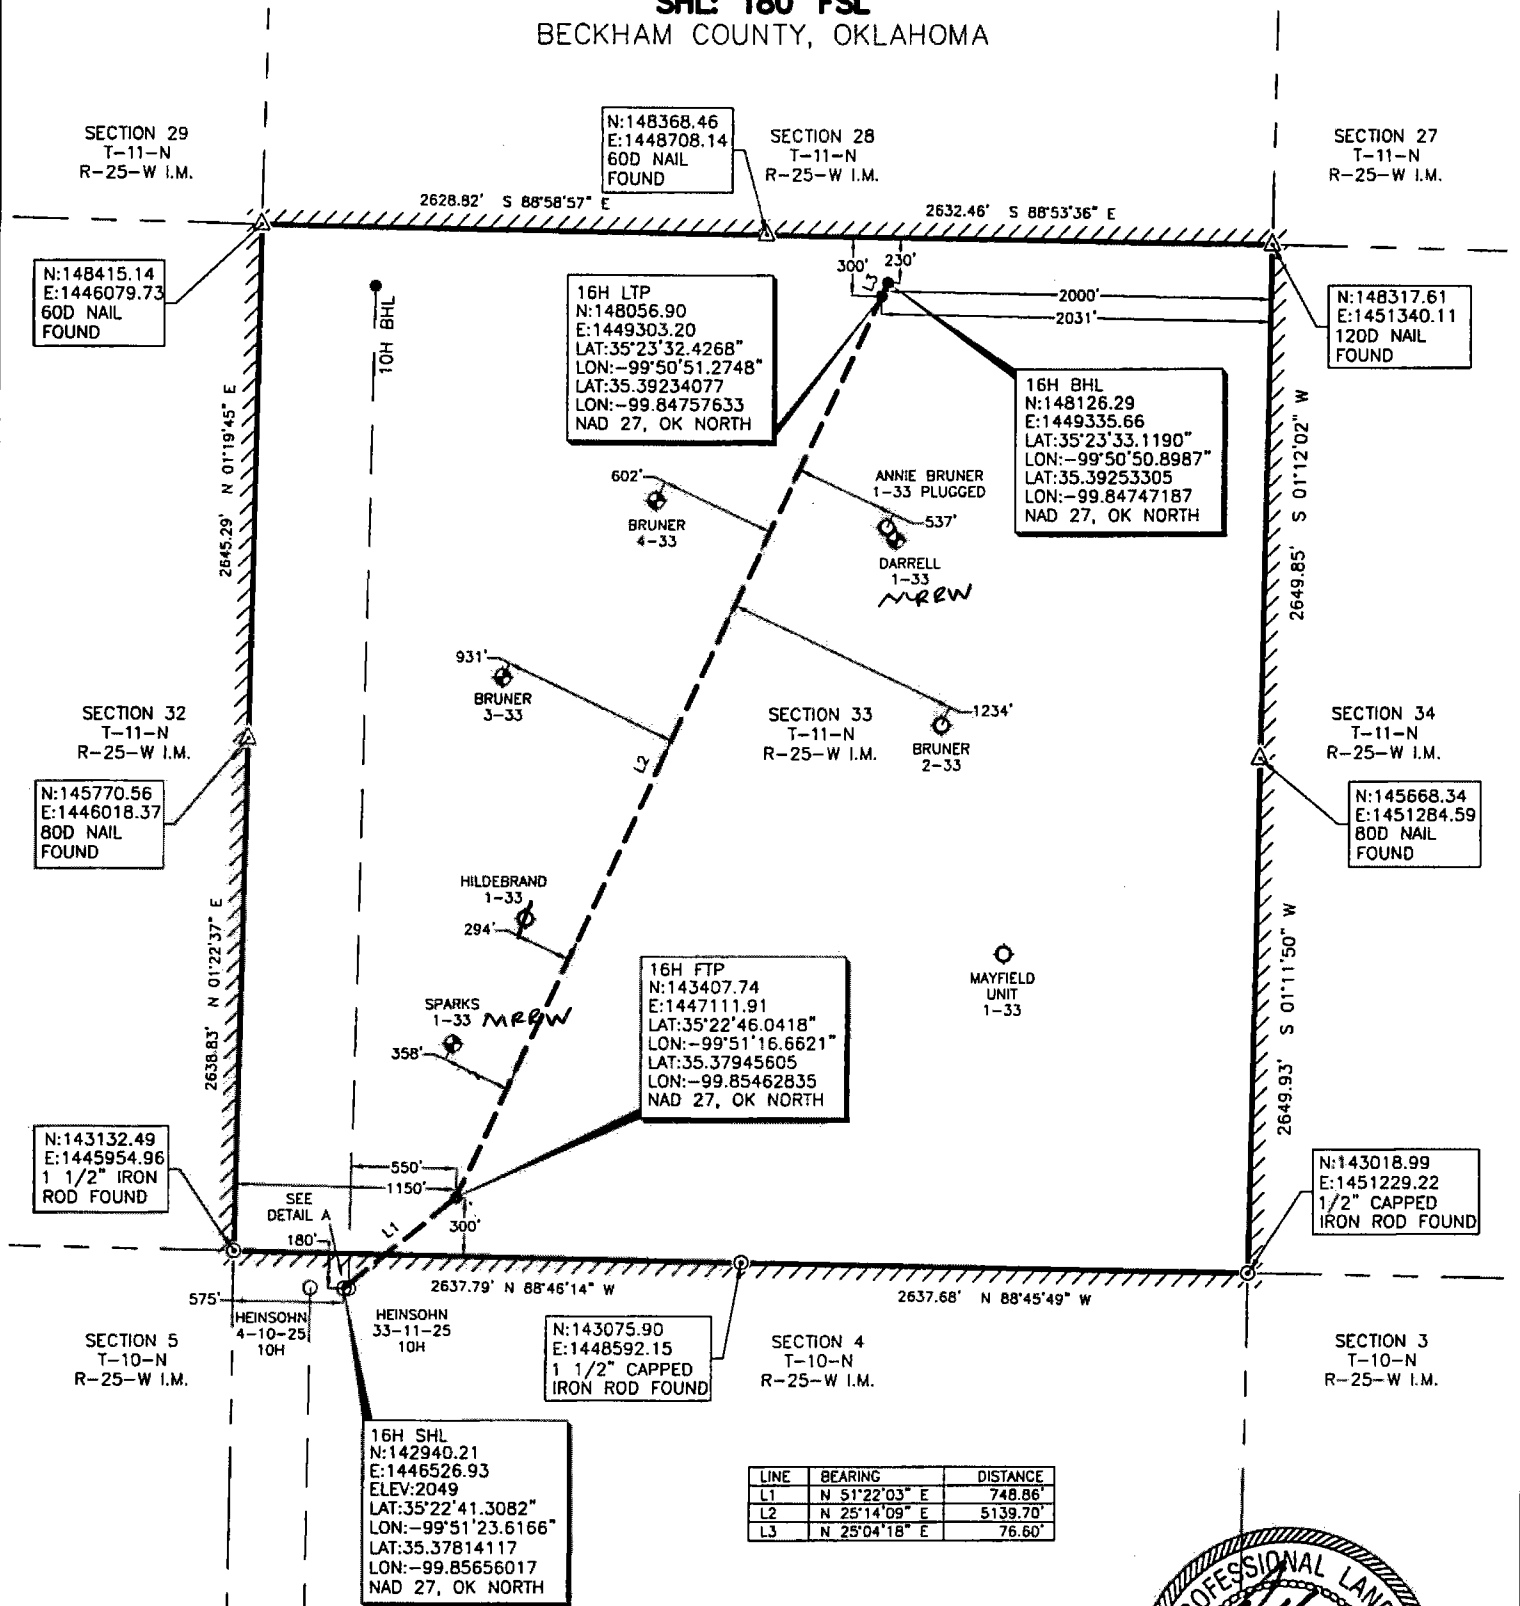 SHL: 180' FSL
BECKHAM COUNTY, OKLAHOMA
SECTION 29
T-11-N
R-25-W I.M.
N:148368.46
E:1448708.14
60D NAIL
FOUND
SECTION 28
T-11-N
R-25-W I.M.
SECTION 27
T-11-N
R-25-W I.M.
2628.82' S 88°58'57" E
2632.46' S 88°53'36" E
N:148415.14
E:1446079.73
60D NAIL
FOUND
10H BHL
300'
230'
L3
2000'
2031'
N:148317.61
E:1451340.11
120D NAIL
FOUND
16H LTP
N:148056.90
E:1449303.20
LAT:35°23'32.4268"
LON:-99°50'51.2748"
LAT:35.39234077
LON:-99.84757633
NAD 27, OK NORTH
16H BHL
N:148126.29
E:1449335.66
LAT:35°23'33.1190"
LON:-99°50'50.8987"
LAT:35.39253305
LON:-99.84747187
NAD 27, OK NORTH
2645.29' N 01°19'45" E
2649.85' S 01°12'02" W
602'
BRUNER
4-33
ANNIE BRUNER
1-33 PLUGGED
537'
DARRELL
1-33
MRRW
931'
BRUNER
3-33
1234'
BRUNER
2-33
L2
SECTION 32
T-11-N
R-25-W I.M.
SECTION 33
T-11-N
R-25-W I.M.
SECTION 34
T-11-N
R-25-W I.M.
N:145770.56
E:1446018.37
80D NAIL
FOUND
N:145668.34
E:1451284.59
80D NAIL
FOUND
HILDEBRAND
1-33
294'
2638.83' N 01°22'37" E
2649.93' S 01°11'50" W
MAYFIELD
UNIT
1-33
SPARKS
1-33 MRRW
358'
16H FTP
N:143407.74
E:1447111.91
LAT:35°22'46.0418"
LON:-99°51'16.6621"
LAT:35.37945605
LON:-99.85462835
NAD 27, OK NORTH
N:143132.49
E:1445954.96
1 1/2" IRON
ROD FOUND
550'
1150'
SEE
DETAIL A
L1
300'
180'
N:143018.99
E:1451229.22
1/2" CAPPED
IRON ROD FOUND
2637.79' N 88°46'14" W
2637.68' N 88°45'49" W
575'
HEINSOHN
4-10-25
10H
HEINSOHN
33-11-25
10H
SECTION 5
T-10-N
R-25-W I.M.
N:143075.90
E:1448592.15
1 1/2" CAPPED
IRON ROD FOUND
SECTION 4
T-10-N
R-25-W I.M.
SECTION 3
T-10-N
R-25-W I.M.
16H SHL
N:142940.21
E:1446526.93
ELEV:2049
LAT:35°22'41.3082"
LON:-99°51'23.6166"
LAT:35.37814117
LON:-99.85656017
NAD 27, OK NORTH
LINE BEARING DISTANCE
L1 N 51°22'03" E 748.86'
L2 N 25°14'09" E 5139.70'
L3 N 25°04'18" E 76.60'
OFESSIONAL LAN